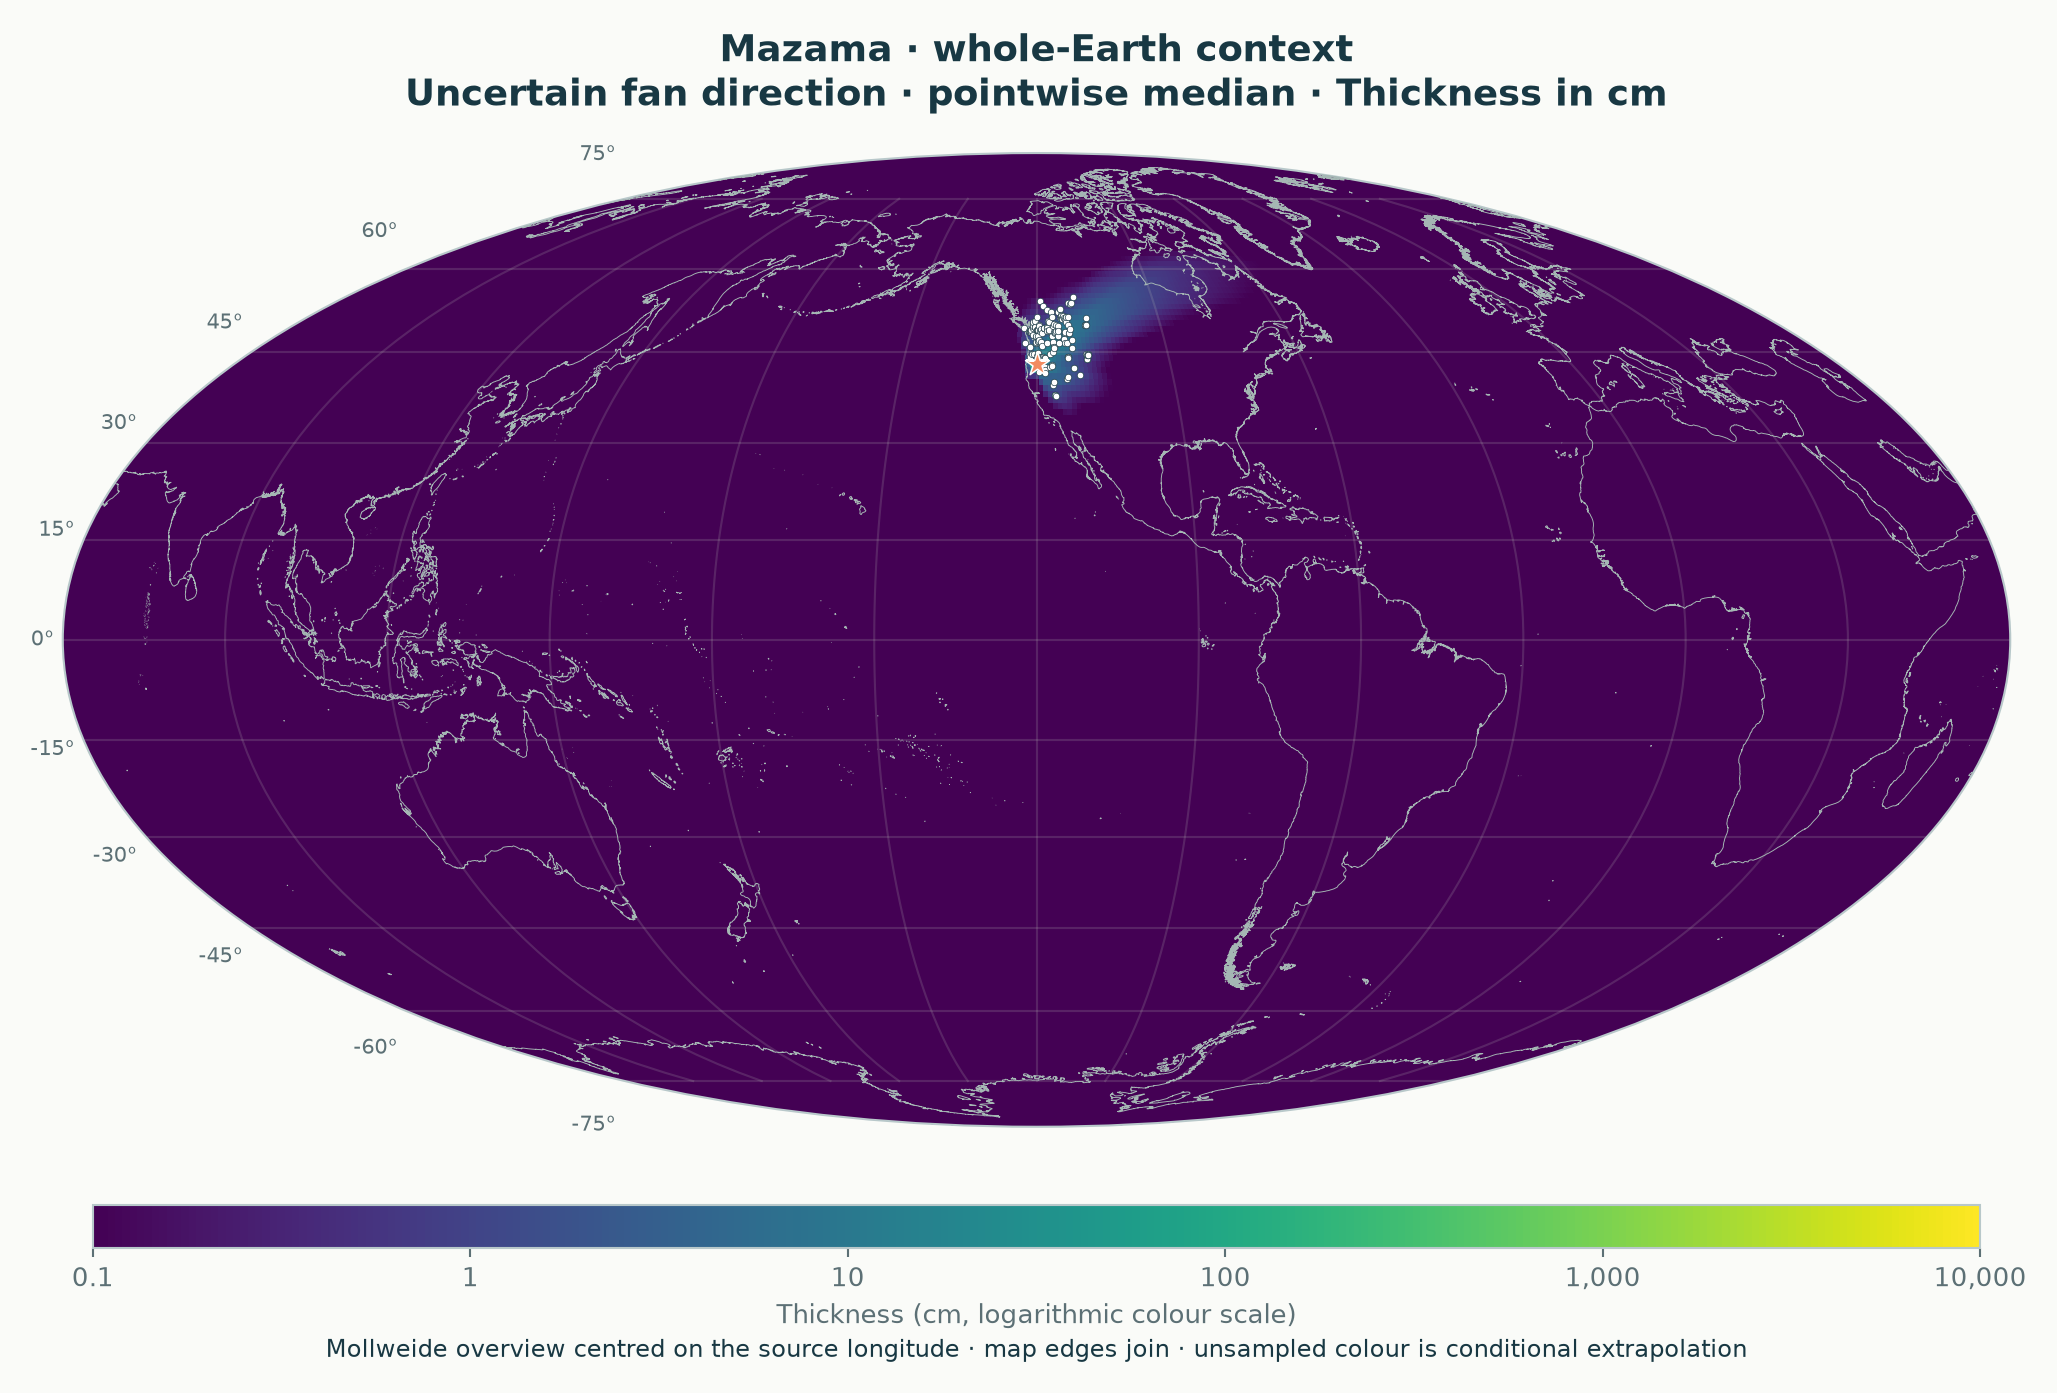 Mazama · whole-Earth context
Uncertain fan direction · pointwise median · Thickness in cm
75°
60°
45°
30°
15°
0°
-15°
-30°
-45°
-60°
-75°
0.1 1 10 100 1,000 10,000
Thickness (cm, logarithmic colour scale)
Mollweide overview centred on the source longitude · map edges join · unsampled colour is conditional extrapolation